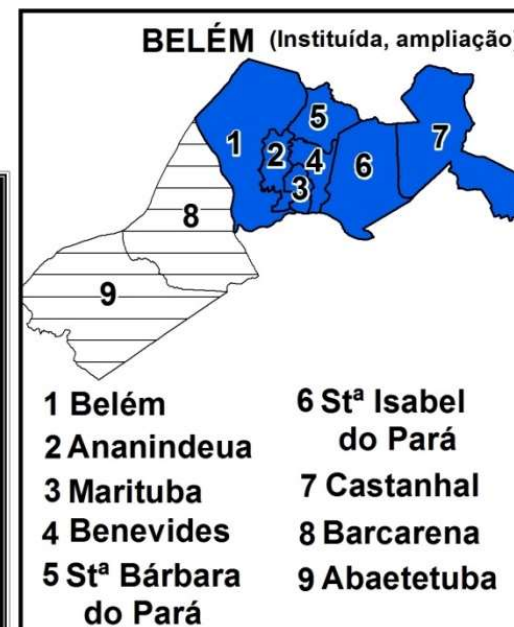 BELÉM (Instituída, ampliação)
5
7
1
2
4
6
3
8
9
1 Belém
2 Ananindeua
3 Marituba
4 Benevides
5 Stª Bárbara
do Pará
6 Stª Isabel
do Pará
7 Castanhal
8 Barcarena
9 Abaetetuba